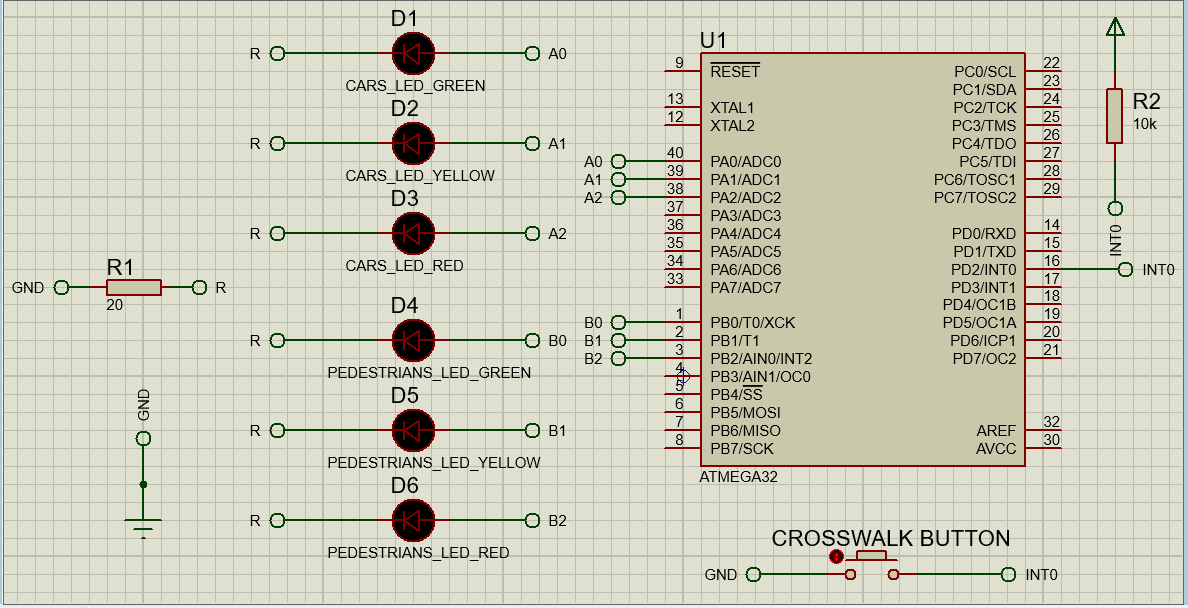 D1
R A0
CARS_LED_GREEN
D2
R A1
CARS_LED_YELLOW
D3
R A2
CARS_LED_RED
R1
GND R
20
D4
R B0
PEDESTRIANS_LED_GREEN
D5
R B1
PEDESTRIANS_LED_YELLOW
D6
R B2
PEDESTRIANS_LED_RED
GND
U1
9 RESET PC0/SCL 22
PC1/SDA 23
13 XTAL1 PC2/TCK 24
12 XTAL2 PC3/TMS 25
PC4/TDO 26
A0 40 PA0/ADC0 PC5/TDI 27
A1 39 PA1/ADC1 PC6/TOSC1 28
A2 38 PA2/ADC2 PC7/TOSC2 29
37 PA3/ADC3
36 PA4/ADC4 PD0/RXD 14
35 PA5/ADC5 PD1/TXD 15
34 PA6/ADC6 PD2/INT0 16 INT0
33 PA7/ADC7 PD3/INT1 17
PD4/OC1B 18
B0 1 PB0/T0/XCK PD5/OC1A 19
B1 2 PB1/T1 PD6/ICP1 20
B2 3 PB2/AIN0/INT2 PD7/OC2 21
4 PB3/AIN1/OC0
5 PB4/SS
6 PB5/MOSI
7 PB6/MISO AREF 32
8 PB7/SCK AVCC 30
ATMEGA32
R2
10k
INT0
CROSSWALK BUTTON
GND INT0